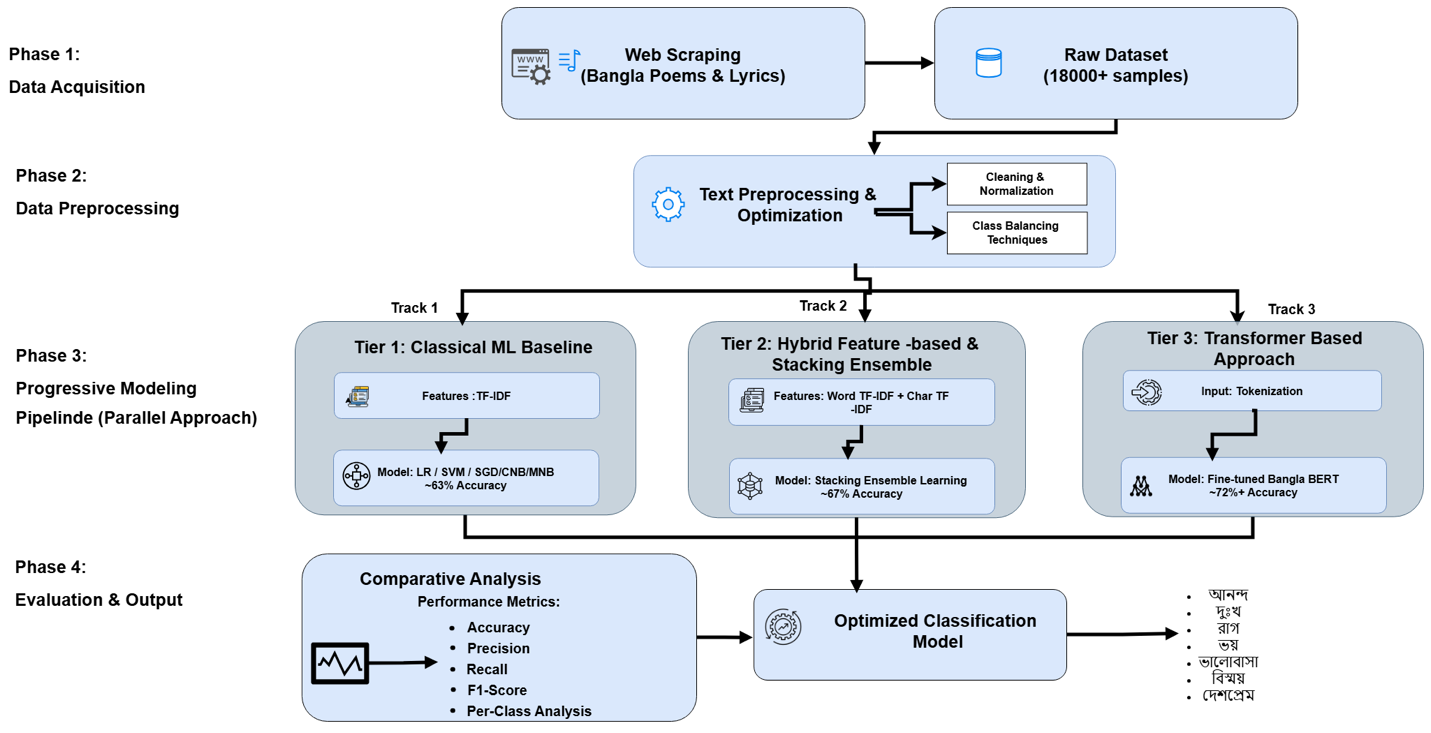 Phase 1:
Data Acquisition
WWW
Web Scraping
(Bangla Poems & Lyrics)
Raw Dataset
(18000+ samples)
Phase 2:
Data Preprocessing
Text Preprocessing &
Optimization
Cleaning &
Normalization
Class Balancing
Techniques
Track 1
Track 2
Track 3
Phase 3:
Progressive Modeling
Pipelinde (Parallel Approach)
Tier 1: Classical ML Baseline
Features :TF-IDF
Model: LR / SVM / SGD/CNB/MNB
~63% Accuracy
Tier 2: Hybrid Feature -based &
Stacking Ensemble
Features: Word TF-IDF + Char TF
-IDF
Model: Stacking Ensemble Learning
~67% Accuracy
Tier 3: Transformer Based
Approach
Input: Tokenization
Model: Fine-tuned Bangla BERT
~72%+ Accuracy
Phase 4:
Evaluation & Output
Comparative Analysis
Performance Metrics:
• Accuracy
• Precision
• Recall
• F1-Score
• Per-Class Analysis
Optimized Classification
Model
• আনন্দ
• দুঃখ
• রাগ
• ভয়
• ভালোবাসা
• বিস্ময়
• দেশপ্রেম